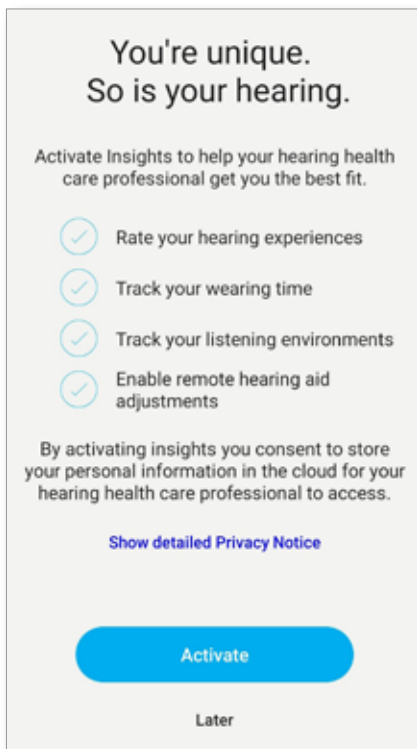 You're unique.
So is your hearing.
Activate Insights to help your hearing health
care professional get you the best fit.
Rate your hearing experiences
Track your wearing time
Track your listening environments
Enable remote hearing aid
adjustments
By activating insights you consent to store
your personal information in the cloud for your
hearing health care professional to access.
Show detailed Privacy Notice
Activate
Later